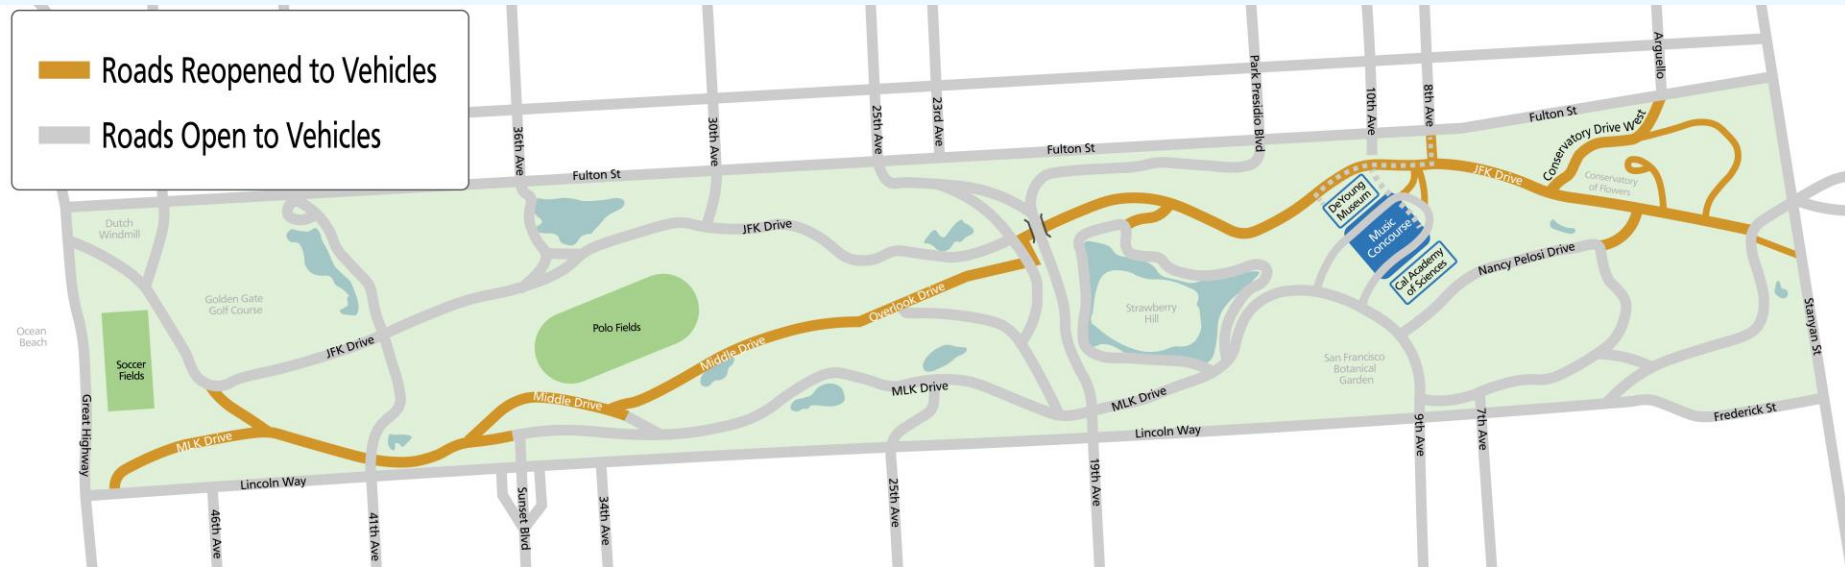 Roads Reopened to Vehicles
Roads Open to Vehicles
36th Ave
30th Ave
25th Ave
23rd Ave
Park Presidio Blvd
10th Ave
8th Ave
Arguello
Fulton St
Fulton St
Fulton St
Conservatory Drive West
JFK Drive
Conservatory
of Flowers
DeYoung
Museum
Music
Concourse
Cal Academy
of Sciences
Nancy Pelosi Drive
Dutch
Windmill
JFK Drive
Golden Gate
Golf Course
Overlook Drive
Strawberry
Hill
Stanyan St
Ocean
Beach
Soccer
Fields
JFK Drive
Polo Fields
Middle Drive
San Francisco
Botanical
Garden
Great Highway
MLK Drive
Middle Drive
MLK Drive
MLK Drive
Frederick St
Lincoln Way
Lincoln Way
46th Ave
41th Ave
Sunset Blvd
34th Ave
25th Ave
19th Ave
9th Ave
7th Ave